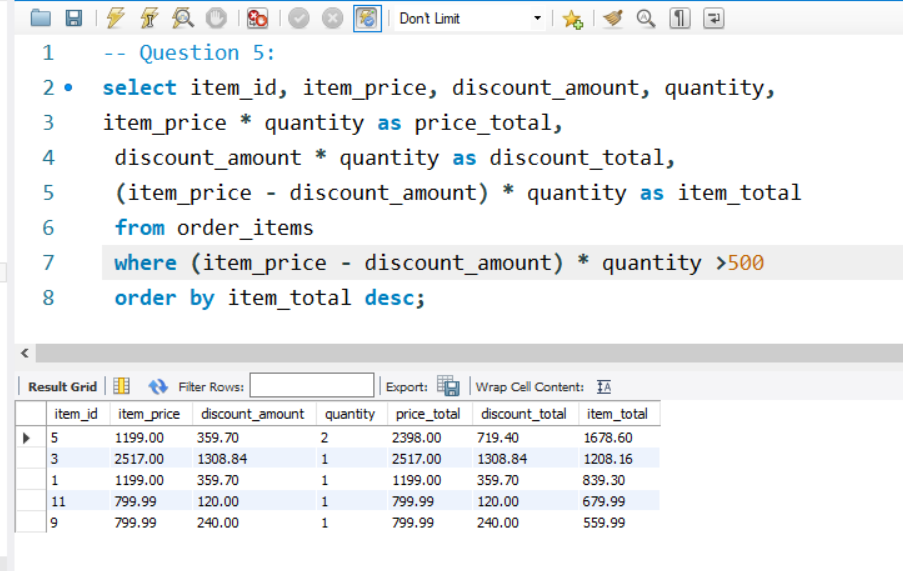 Don't Limit
1 -- Question 5:
2 select item_id, item_price, discount_amount, quantity,
3 item_price * quantity as price_total,
4 discount_amount * quantity as discount_total,
5 (item_price - discount_amount) * quantity as item_total
6 from order_items
7 where (item_price - discount_amount) * quantity >500
8 order by item_total desc;
Result Grid Filter Rows: Export: Wrap Cell Content: IA
item_id item_price discount_amount quantity price_total discount_total item_total
5 1199.00 359.70 2 2398.00 719.40 1678.60
3 2517.00 1308.84 1 2517.00 1308.84 1208.16
1 1199.00 359.70 1 1199.00 359.70 839.30
11 799.99 120.00 1 799.99 120.00 679.99
9 799.99 240.00 1 799.99 240.00 559.99